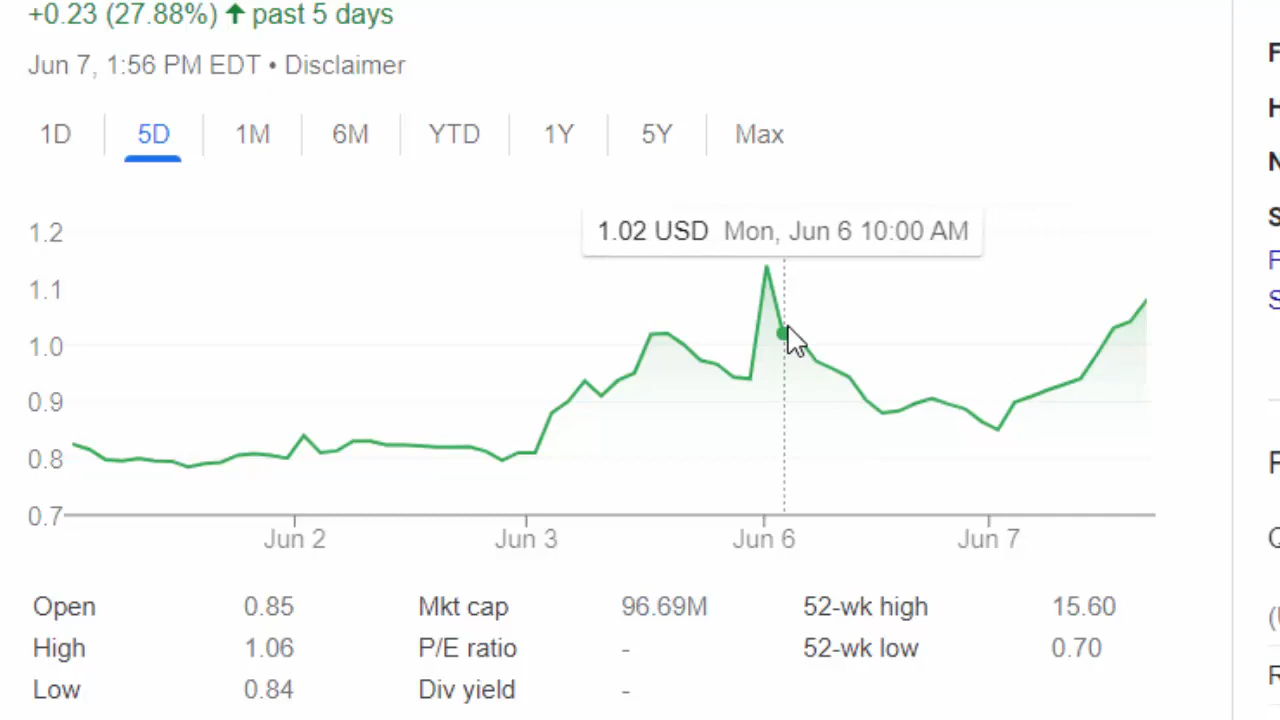 +0.23 (27.88%) ↑ past 5 days
Jun 7, 1:56 PM EDT • Disclaimer
1D 5D 1M 6M YTD 1Y 5Y Max
1.02 USD Mon, Jun 6 10:00 AM
1.2
1.1
1.0
0.9
0.8
0.7
Jun 2 Jun 3 Jun 6 Jun 7
Open 0.85 Mkt cap 96.69M 52-wk high 15.60
High 1.06 P/E ratio - 52-wk low 0.70
Low 0.84 Div yield -